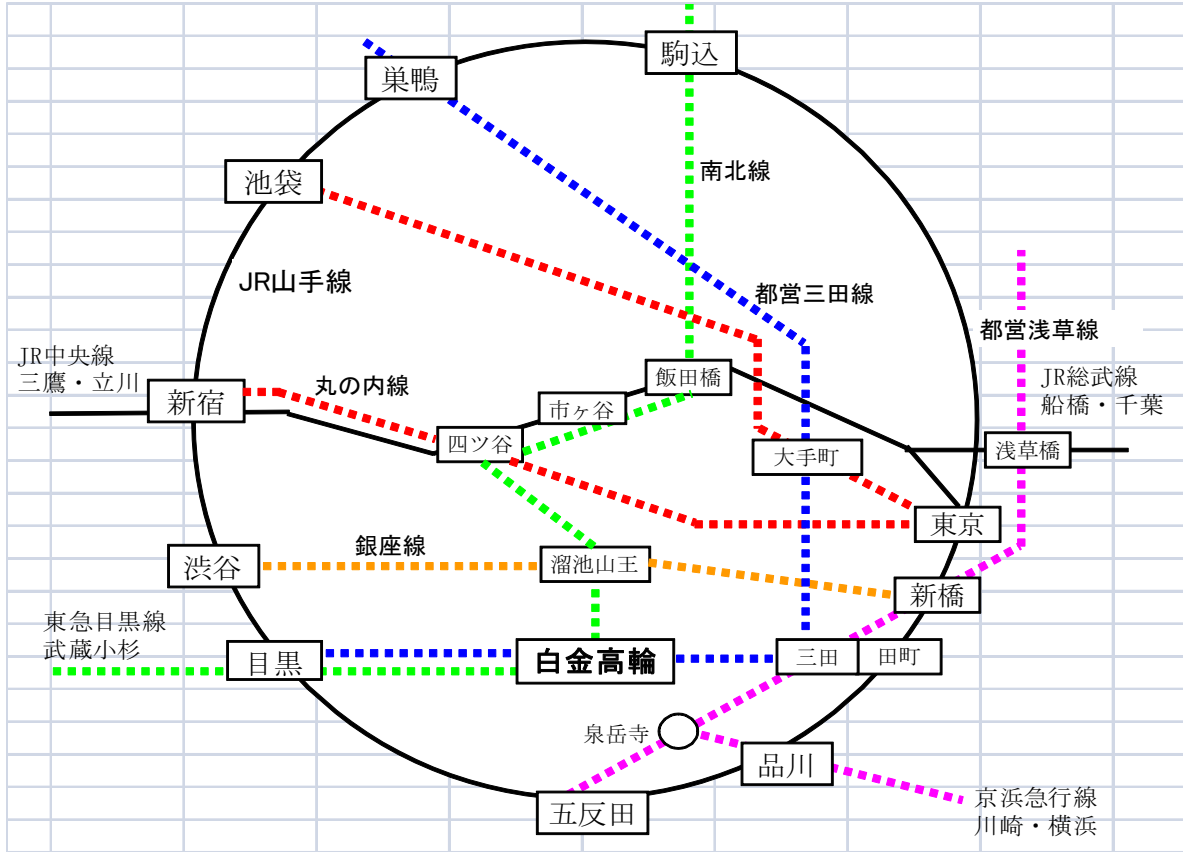 駒込
巣鴨
池袋
南北線
JR山手線
都営三田線
都営浅草線
JR中央線
三鷹・立川
新宿
丸の内線
飯田橋
市ヶ谷
四ツ谷
JR総武線
船橋・千葉
大手町
浅草橋
東京
銀座線
渋谷
溜池山王
新橋
東急目黒線
武蔵小杉
目黒
白金高輪
三田
田町
泉岳寺
品川
五反田
京浜急行線
川崎・横浜